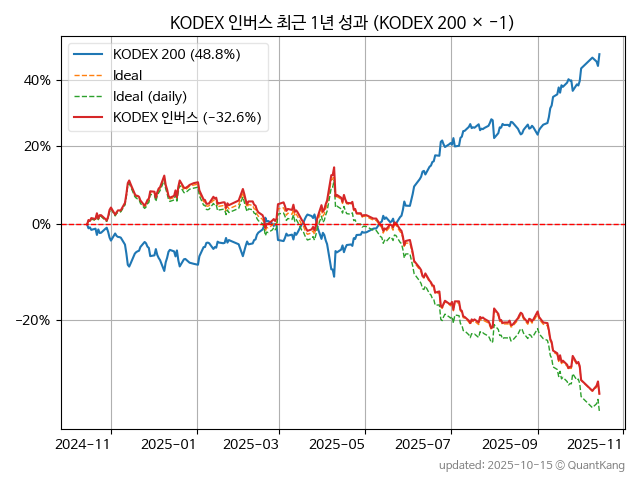 KODEX 인버스 최근 1년 성과 (KODEX 200 × −1)
KODEX 200 (48.8%)
Ideal
Ideal (daily)
KODEX 인버스 (−32.6%)
40%
20%
0%
−20%
2024−11
2025−01
2025−03
2025−05
2025−07
2025−09
2025−11
updated: 2025-10-15 © QuantKang